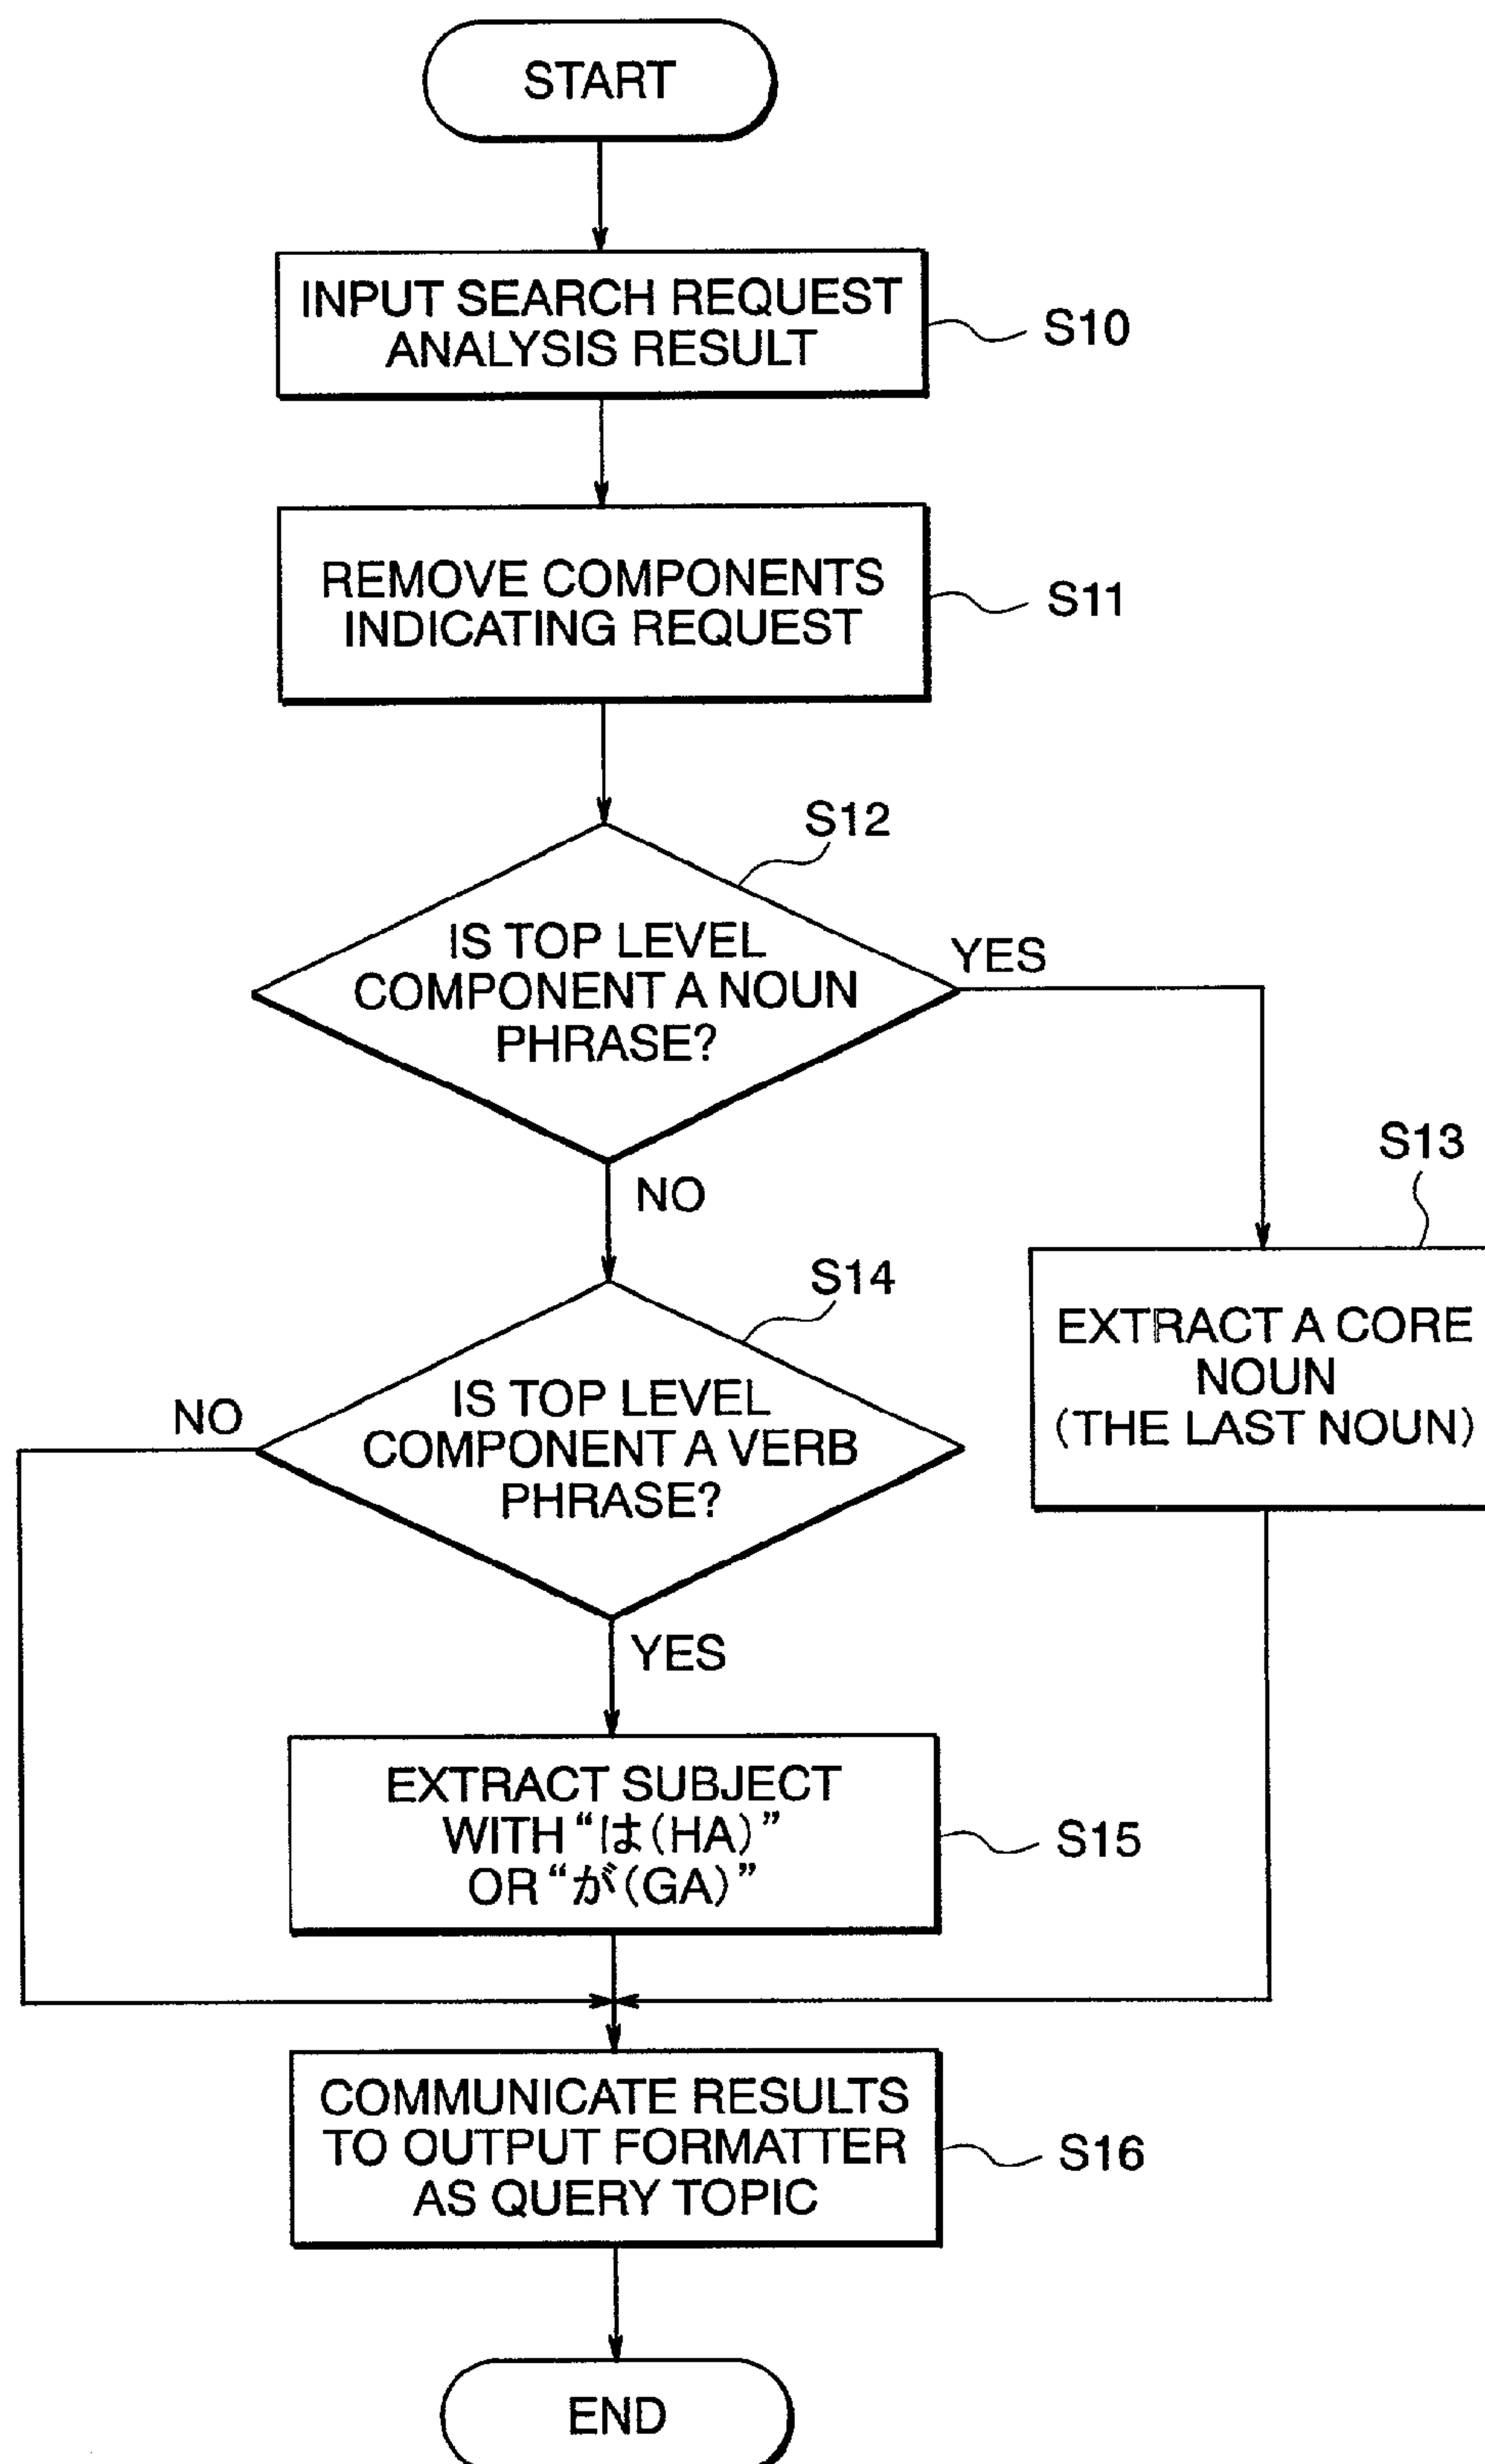 START
INPUT SEARCH REQUEST
ANALYSIS RESULT
S10
REMOVE COMPONENTS
INDICATING REQUEST
S11
S12
IS TOP LEVEL
COMPONENT A NOUN
PHRASE?
YES
NO
S13
EXTRACT A CORE
NOUN
(THE LAST NOUN)
S14
IS TOP LEVEL
COMPONENT A VERB
PHRASE?
NO
YES
EXTRACT SUBJECT
WITH “は(HA)”
OR “が(GA)”
S15
COMMUNICATE RESULTS
TO OUTPUT FORMATTER
AS QUERY TOPIC
S16
END